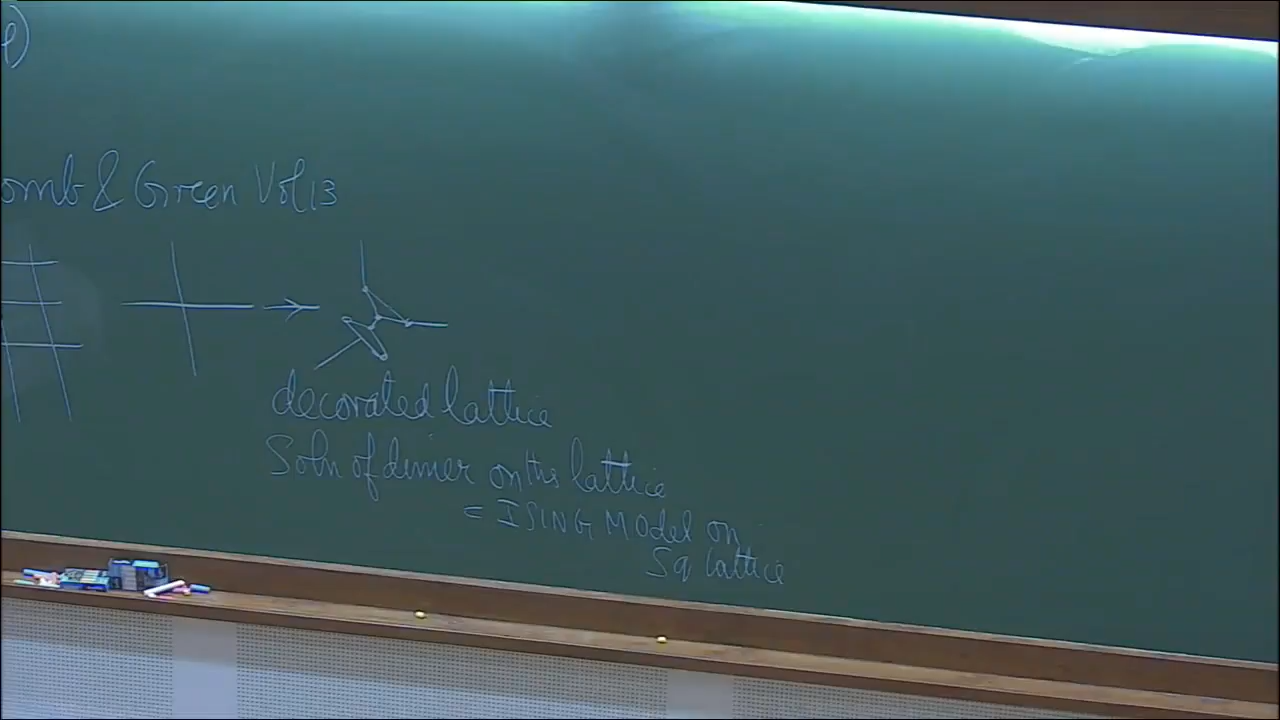 omb & Green Vol 13
decorated lattice
Soln of dimer on this lattice
= ISING MOdel on
Sq lattice